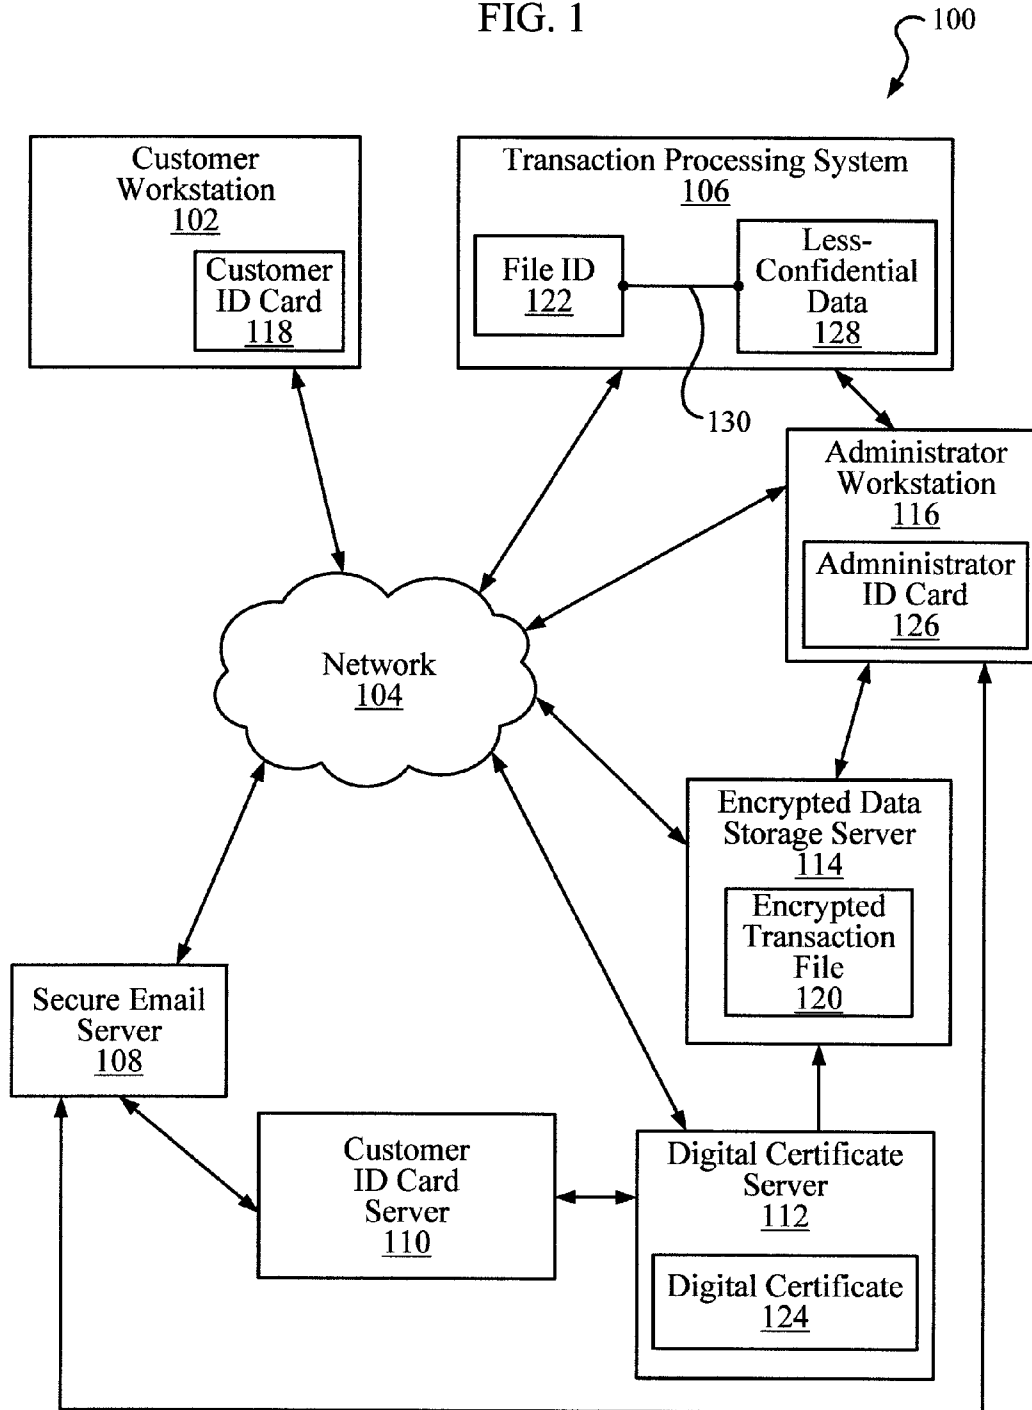 FIG. 1
100
Customer
Workstation
102
Customer
ID Card
118
Transaction Processing System
106
File ID
122
Less-
Confidential
Data
128
130
Administrator
Workstation
116
Admninistrator
ID Card
126
Network
104
Encrypted Data
Storage Server
114
Encrypted
Transaction
File
120
Secure Email
Server
108
Customer
ID Card
Server
110
Digital Certificate
Server
112
Digital Certificate
124